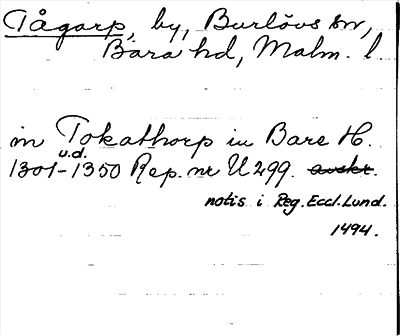 Tågarp, by, Burlövs sn,
Bara hd, Malm. l.
in Tokathorp in Bare H.
u.d.
1301-1350 Rep. nr U 299. avskr.
notis i Reg. Eccl. Lund.
1494.